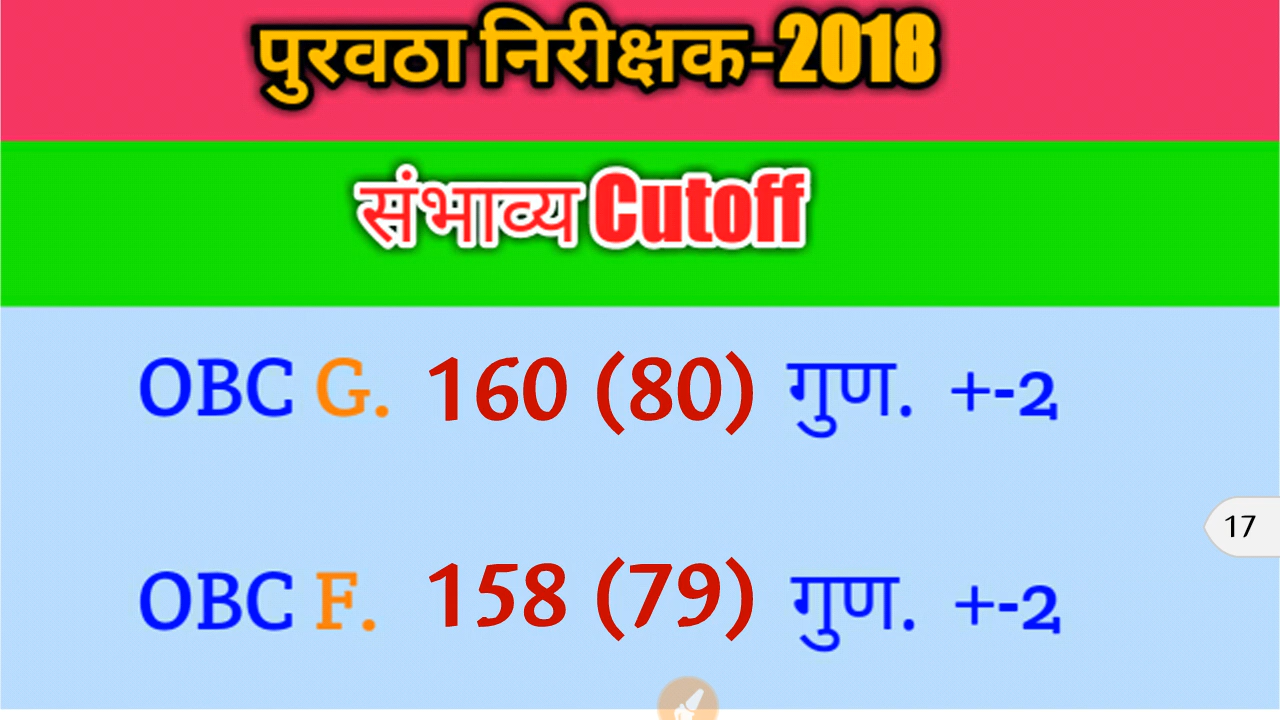 पुरवठा निरीक्षक-2018
संभाव्य Cutoff
OBC G. 160 (80) गुण. +-2
17
OBC F. 158 (79) गुण. +-2